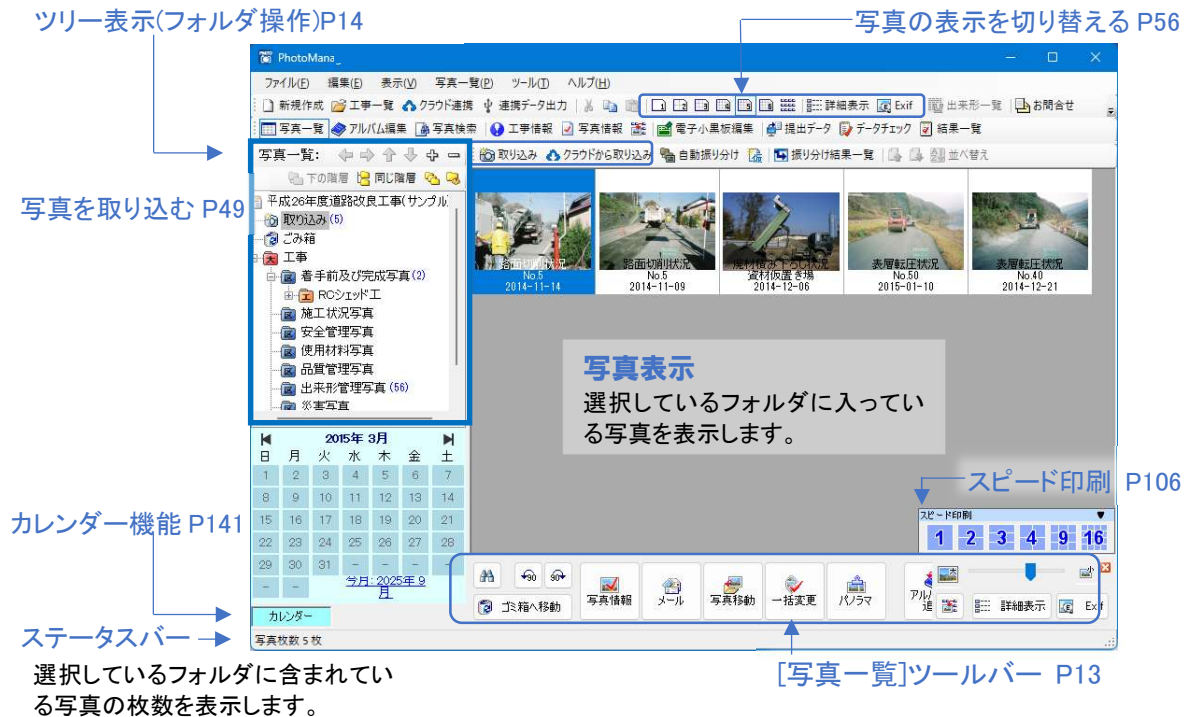 ツリー表示(フォルダ操作)P14
写真の表示を切り替える P56
PhotoMana_
ファイル(F) 編集(E) 表示(V) 写真一覧(P) ツール(T) ヘルプ(H)
新規作成 工事一覧 クラウド連携 連携データ出力 1 2 3 4 5 6 詳細表示 Exif 出来形一覧 お問合せ
写真一覧 アルバム編集 写真検索 工事情報 写真情報 電子小黒板編集 提出データ データチェック 結果一覧
写真一覧:
取り込み クラウドから取り込み 自動振り分け 振り分け結果一覧 並べ替え
下の階層 同じ階層
写真を取り込む P49
平成26年度道路改良工事(サンプル)
取り込み (5)
ごみ箱
工事
着手前及び完成写真(2)
RCシェッド工
施工状況写真
安全管理写真
使用材料写真
品質管理写真
出来形管理写真 (56)
災害写真
路面切削状況
No.5
2014-11-14
路面切削状況
No.5
2014-11-09
廃材積み下ろし状況
資材仮置き場
2014-12-06
表層転圧状況
No.50
2015-01-10
表層転圧状況
No.40
2014-12-21
写真表示
選択しているフォルダに入ってい
る写真を表示します。
2015年 3月
日 月 火 水 木 金 土
1 2 3 4 5 6 7
8 9 10 11 12 13 14
15 16 17 18 19 20 21
22 23 24 25 26 27 28
29 30 31 - - - -
- -
今月: 2025年 9
月
カレンダー機能 P141
カレンダー
スピード印刷 P106
スピード印刷
1 2 3 4 9 16
90 90
ゴミ箱へ移動
写真情報 メール 写真移動 一括変更 パノラマ
アル
追
詳細表示 Exif
ステータスバー
写真枚数 5 枚
選択しているフォルダに含まれてい
る写真の枚数を表示します。
[写真一覧]ツールバー P13